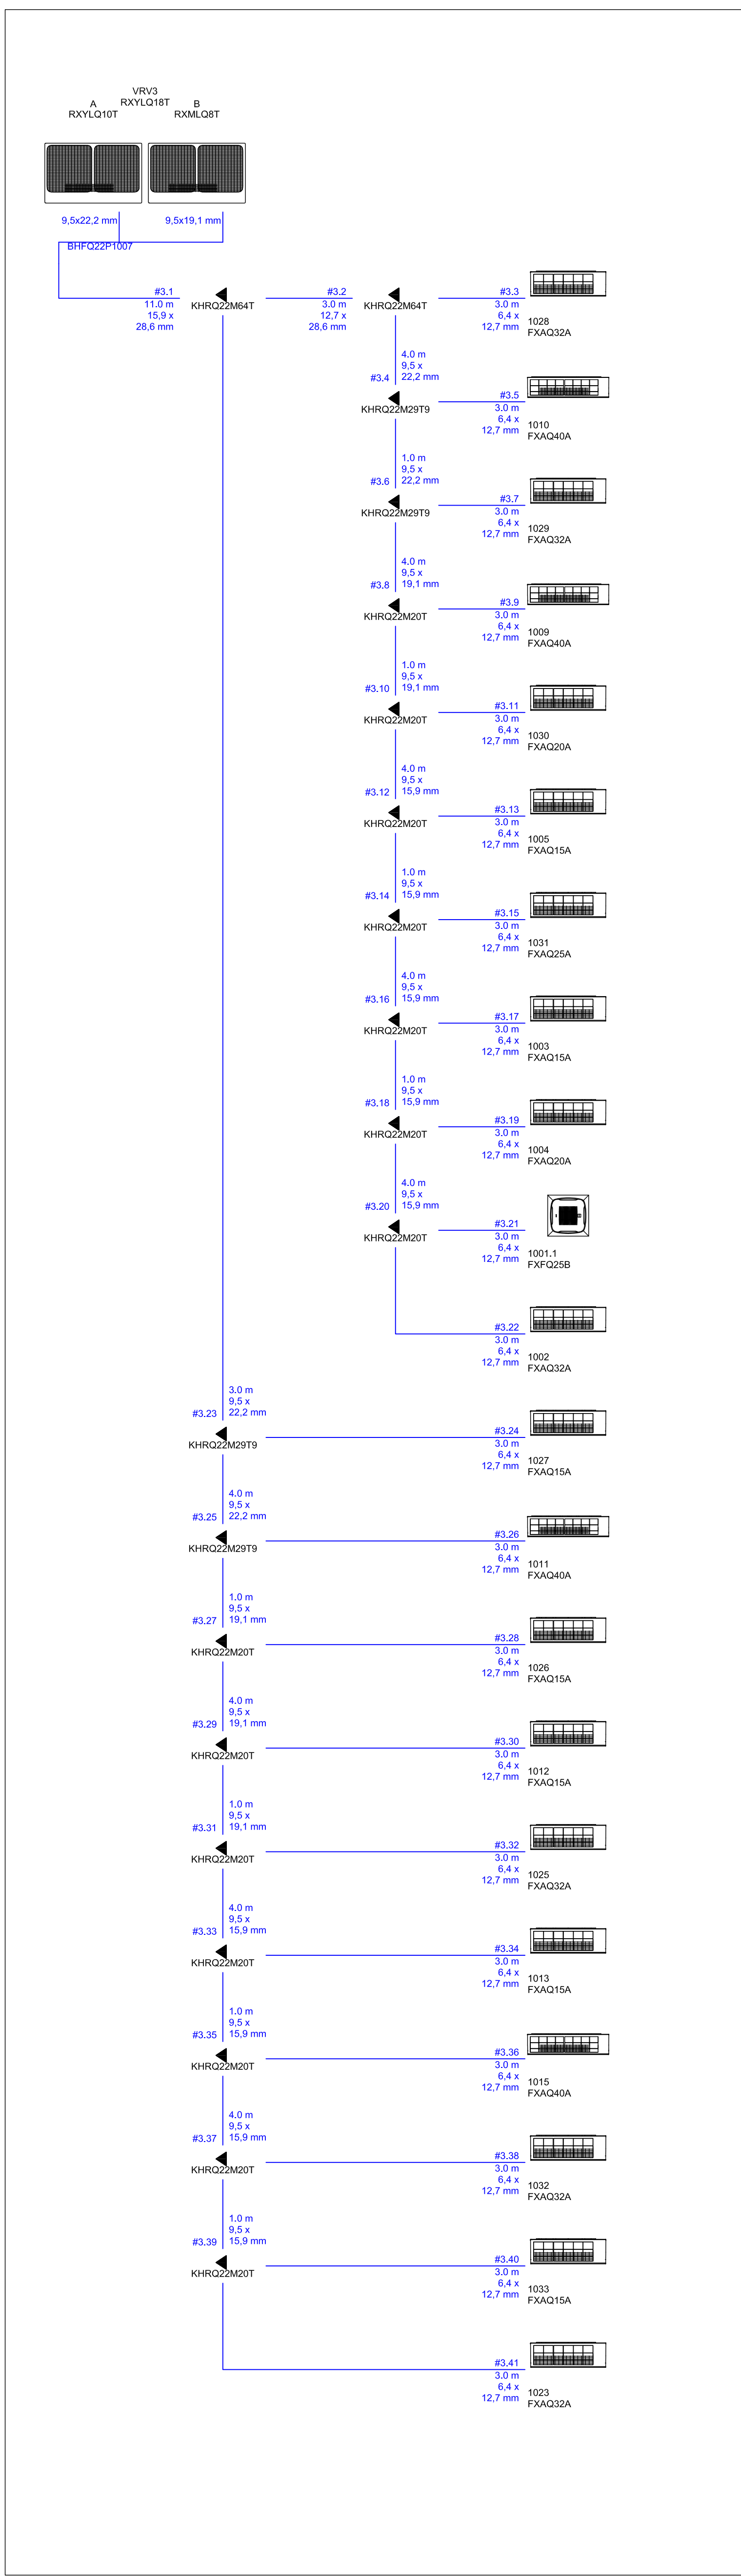 VRV3
RXYLQ18T
A
RXYLQ10T
B
RXMLQ8T
9,5x22,2 mm
9,5x19,1 mm
BHFQ22P1007
#3.1
11.0 m
15,9 x
28,6 mm
KHRQ22M64T
#3.2
3.0 m
12,7 x
28,6 mm
KHRQ22M64T
#3.3
3.0 m
6,4 x
12,7 mm
1028
FXAQ32A
#3.4
4.0 m
9,5 x
22,2 mm
KHRQ22M29T9
#3.5
3.0 m
6,4 x
12,7 mm
1010
FXAQ40A
#3.6
1.0 m
9,5 x
22,2 mm
KHRQ22M29T9
#3.7
3.0 m
6,4 x
12,7 mm
1029
FXAQ32A
#3.8
4.0 m
9,5 x
19,1 mm
KHRQ22M20T
#3.9
3.0 m
6,4 x
12,7 mm
1009
FXAQ40A
#3.10
1.0 m
9,5 x
19,1 mm
KHRQ22M20T
#3.11
3.0 m
6,4 x
12,7 mm
1030
FXAQ20A
#3.12
4.0 m
9,5 x
15,9 mm
KHRQ22M20T
#3.13
3.0 m
6,4 x
12,7 mm
1005
FXAQ15A
#3.14
1.0 m
9,5 x
15,9 mm
KHRQ22M20T
#3.15
3.0 m
6,4 x
12,7 mm
1031
FXAQ25A
#3.16
4.0 m
9,5 x
15,9 mm
KHRQ22M20T
#3.17
3.0 m
6,4 x
12,7 mm
1003
FXAQ15A
#3.18
1.0 m
9,5 x
15,9 mm
KHRQ22M20T
#3.19
3.0 m
6,4 x
12,7 mm
1004
FXAQ20A
#3.20
4.0 m
9,5 x
15,9 mm
KHRQ22M20T
#3.21
3.0 m
6,4 x
12,7 mm
1001.1
FXFQ25B
#3.22
3.0 m
6,4 x
12,7 mm
1002
FXAQ32A
#3.23
3.0 m
9,5 x
22,2 mm
KHRQ22M29T9
#3.24
3.0 m
6,4 x
12,7 mm
1027
FXAQ15A
#3.25
4.0 m
9,5 x
22,2 mm
KHRQ22M29T9
#3.26
3.0 m
6,4 x
12,7 mm
1011
FXAQ40A
#3.27
1.0 m
9,5 x
19,1 mm
KHRQ22M20T
#3.28
3.0 m
6,4 x
12,7 mm
1026
FXAQ15A
#3.29
4.0 m
9,5 x
19,1 mm
KHRQ22M20T
#3.30
3.0 m
6,4 x
12,7 mm
1012
FXAQ15A
#3.31
1.0 m
9,5 x
19,1 mm
KHRQ22M20T
#3.32
3.0 m
6,4 x
12,7 mm
1025
FXAQ32A
#3.33
4.0 m
9,5 x
15,9 mm
KHRQ22M20T
#3.34
3.0 m
6,4 x
12,7 mm
1013
FXAQ15A
#3.35
1.0 m
9,5 x
15,9 mm
KHRQ22M20T
#3.36
3.0 m
6,4 x
12,7 mm
1015
FXAQ40A
#3.37
4.0 m
9,5 x
15,9 mm
KHRQ22M20T
#3.38
3.0 m
6,4 x
12,7 mm
1032
FXAQ32A
#3.39
1.0 m
9,5 x
15,9 mm
KHRQ22M20T
#3.40
3.0 m
6,4 x
12,7 mm
1033
FXAQ15A
#3.41
3.0 m
6,4 x
12,7 mm
1023
FXAQ32A